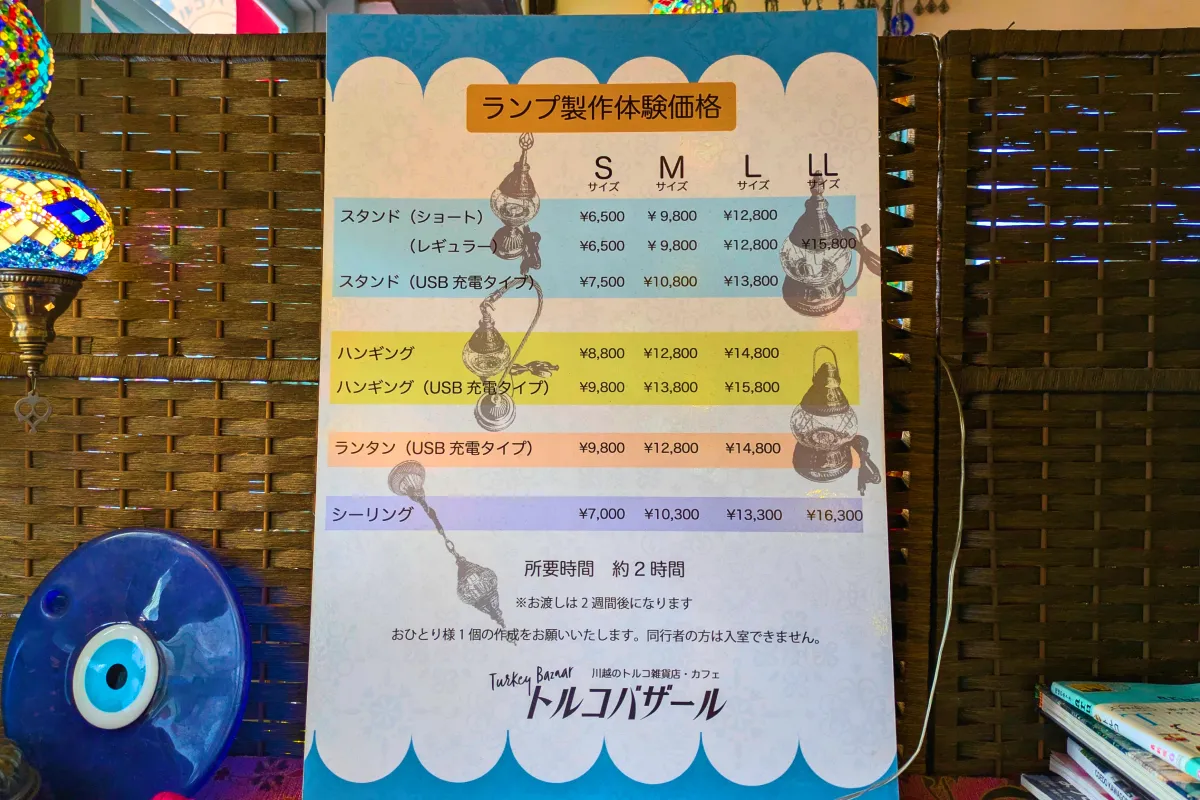 ランプ製作体験価格
S M L LL
サイズ サイズ サイズ サイズ
スタンド（ショート） ¥6,500 ¥9,800 ¥12,800
（レギュラー） ¥6,500 ¥9,800 ¥12,800 ¥15,800
スタンド（USB充電タイプ） ¥7,500 ¥10,800 ¥13,800
ハンギング ¥8,800 ¥12,800 ¥14,800
ハンギング（USB充電タイプ） ¥9,800 ¥13,800 ¥15,800
ランタン（USB充電タイプ） ¥9,800 ¥12,800 ¥14,800
シーリング ¥7,000 ¥10,300 ¥13,300 ¥16,300
所要時間　約2時間
※お渡しは2週間後になります
おひとり様1個の作成をお願いいたします。同行者の方は入室できません。
Turkey Bazaar 川越のトルコ雑貨店・カフェ
トルコバザール